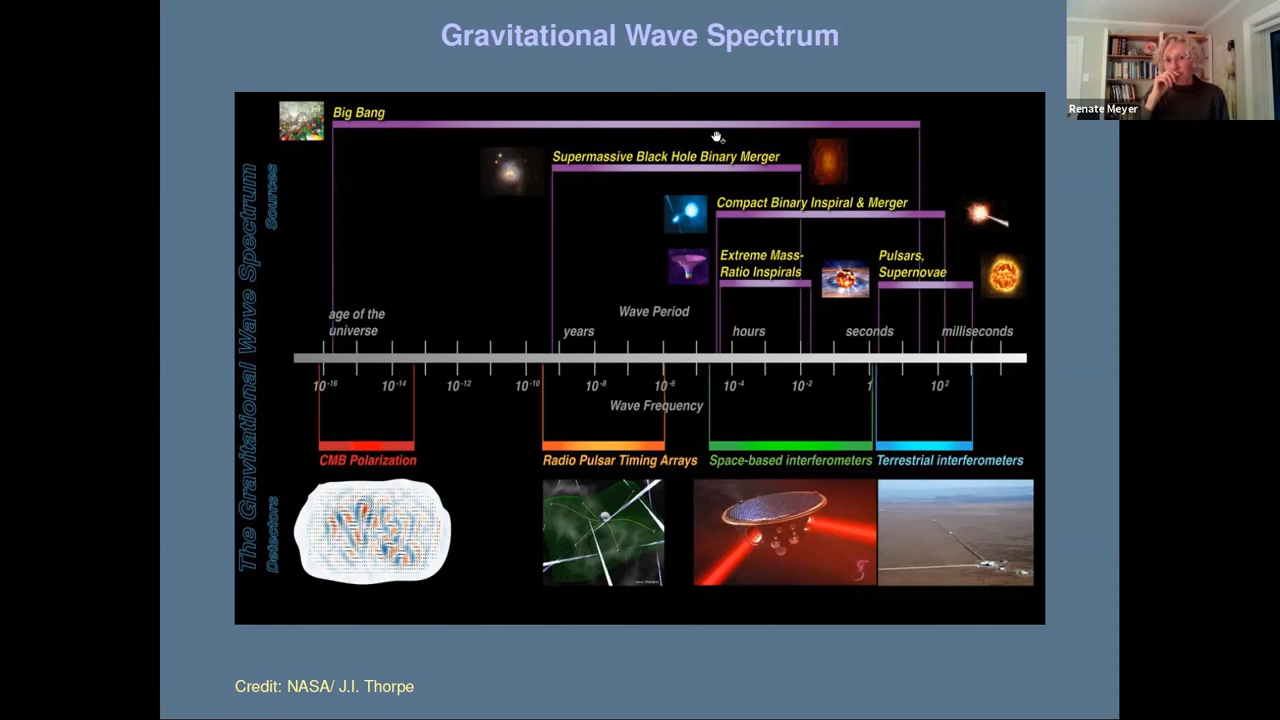 Gravitational Wave Spectrum
Renate Meyer
The Gravitational Wave Spectrum
Sources
Detectors
Big Bang
Supermassive Black Hole Binary Merger
Compact Binary Inspiral & Merger
Extreme Mass-
Ratio Inspirals
Pulsars,
Supernovae
Wave Period
age of the
universe
years
hours
seconds
milliseconds
10-16
10-14
10-12
10-10
10-8
10-6
10-4
10-2
1
102
Wave Frequency
CMB Polarization
Radio Pulsar Timing Arrays
Space-based interferometers
Terrestrial interferometers
Credit: NASA/ J.I. Thorpe